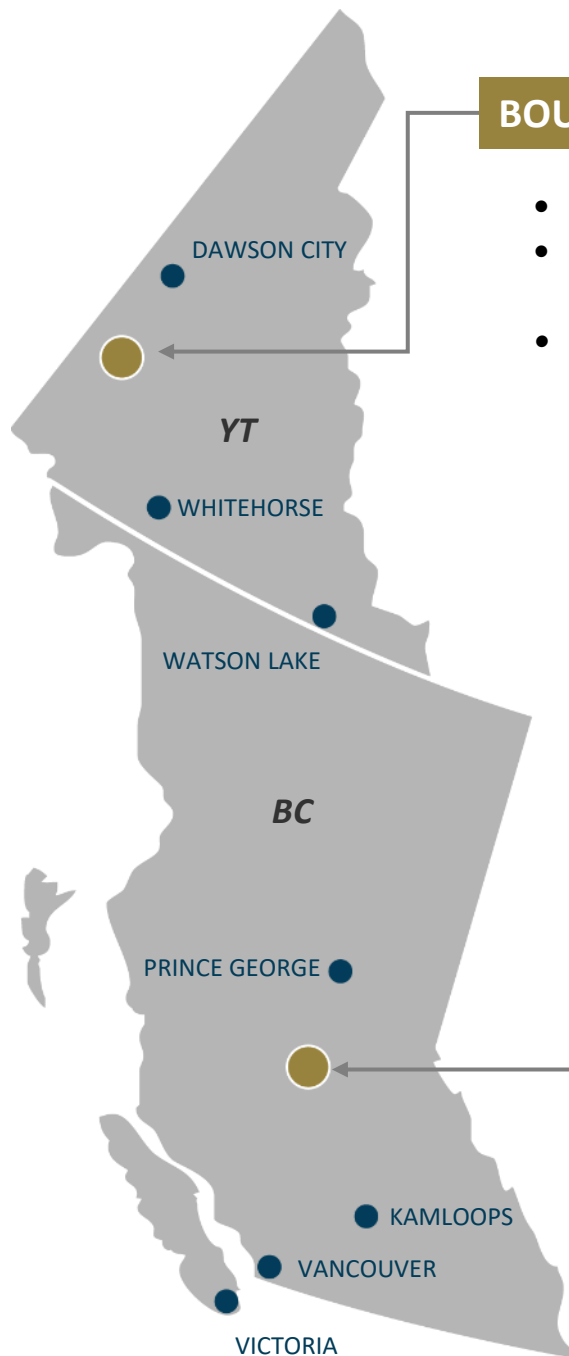 BOU
•
DAWSON CITY
•
•
YT
WHITEHORSE
WATSON LAKE
BC
PRINCE GEORGE
KAMLOOPS
VANCOUVER
VICTORIA